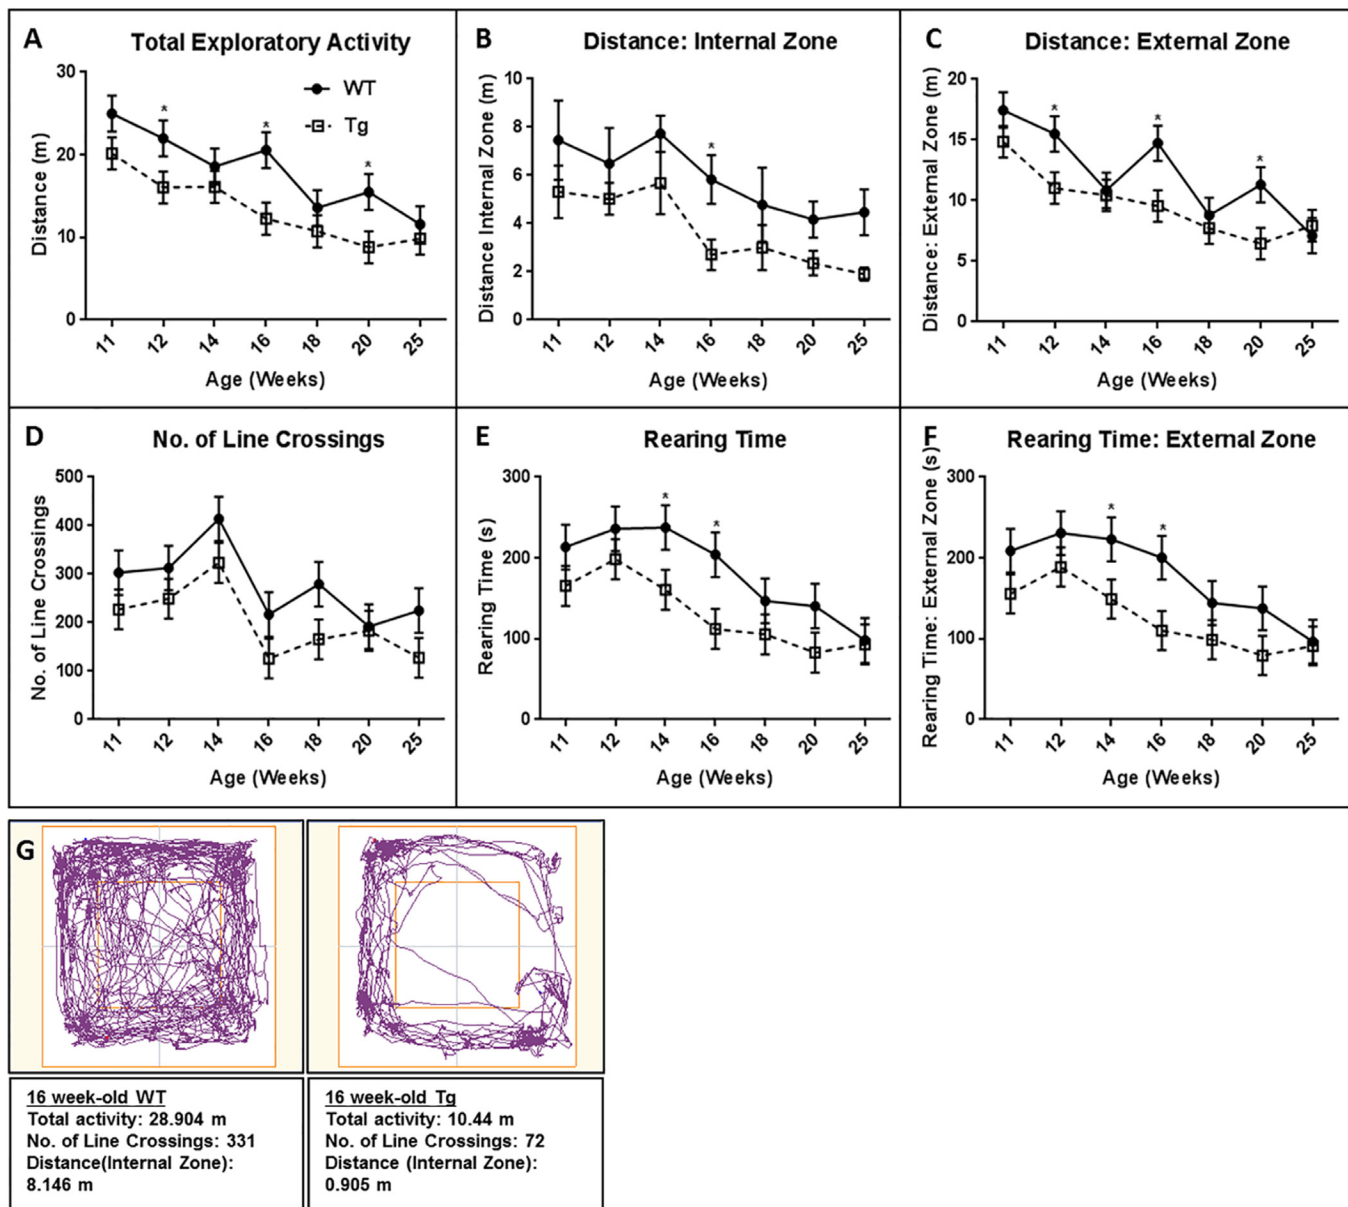 A
Total Exploratory Activity
WT
Tg
Distance (m)
30
20
10
0
11 12 14 16 18 20 25
Age (Weeks)
* * *
B
Distance: Internal Zone
Distance Internal Zone (m)
10
8
6
4
2
0
11 12 14 16 18 20 25
Age (Weeks)
*
C
Distance: External Zone
Distance: External Zone (m)
20
15
10
5
0
11 12 14 16 18 20 25
Age (Weeks)
* * *
D
No. of Line Crossings
No. of Line Crossings
500
400
300
200
100
0
11 12 14 16 18 20 25
Age (Weeks)
E
Rearing Time
Rearing Time (s)
300
200
100
0
11 12 14 16 18 20 25
Age (Weeks)
* *
F
Rearing Time: External Zone
Rearing Time: External Zone (s)
300
200
100
0
11 12 14 16 18 20 25
Age (Weeks)
* *
G
16 week-old WT
Total activity: 28.904 m
No. of Line Crossings: 331
Distance(Internal Zone):
8.146 m
16 week-old Tg
Total activity: 10.44 m
No. of Line Crossings: 72
Distance (Internal Zone):
0.905 m